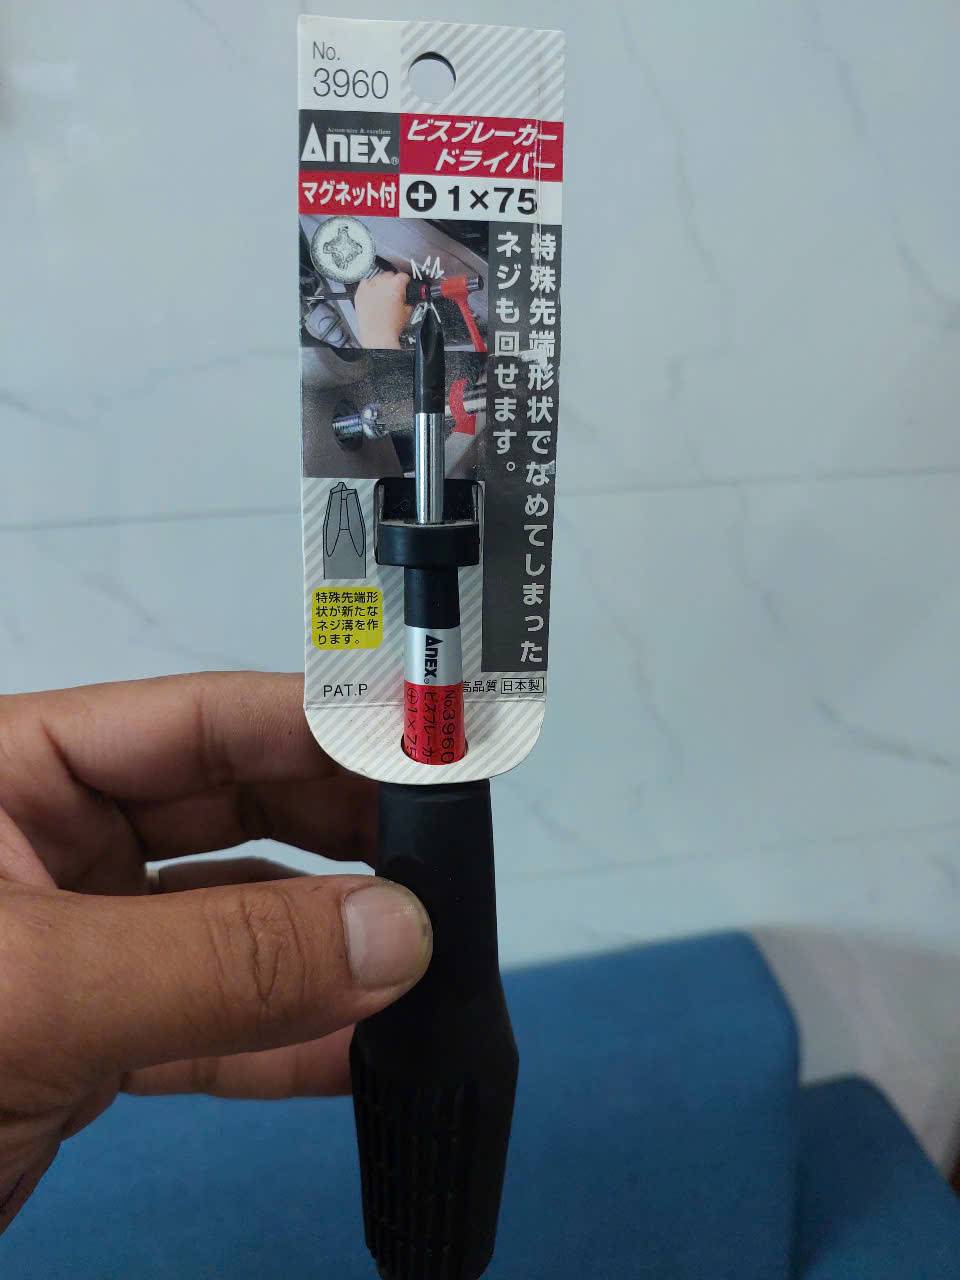 No.
3960
Acoustative & excellent
ANEX®
ビスブレーカー
ドライバー
マグネット付
⊕ 1×75
特殊先端形状でなめてしまった
ネジも回せます。
特殊先端形
状が新たな
ネジ溝を作
ります。
PAT.P
高品質 日本製
ANEX®
No.3960
ビスブレーカー
⊕1×75